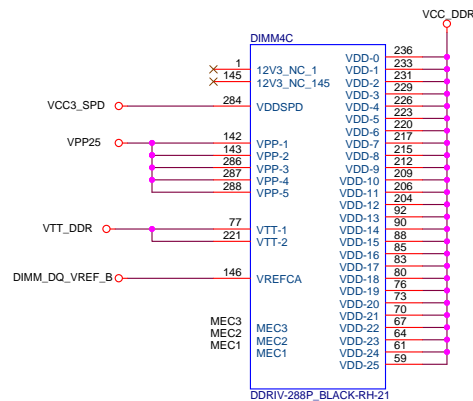 VCC_DDR
DIMM4C
1 12V3_NC_1 VDD-0 236
145 12V3_NC_145 VDD-1 233
VDD-2 231
VDD-3 229
VCC3_SPD 284 VDDSPD VDD-4 226
VDD-5 223
VDD-6 220
VPP25 142 VPP-1 VDD-7 217
143 VPP-2 VDD-8 215
286 VPP-3 VDD-9 212
287 VPP-4 VDD-10 209
288 VPP-5 VDD-11 206
VDD-12 204
VDD-13 92
VTT_DDR 77 VTT-1 VDD-14 90
221 VTT-2 VDD-15 88
VDD-16 85
VDD-17 83
DIMM_DQ_VREF_B 146 VREFCA VDD-18 80
VDD-19 76
VDD-20 73
VDD-21 70
MEC3 MEC3 VDD-22 67
MEC2 MEC2 VDD-23 64
MEC1 MEC1 VDD-24 61
VDD-25 59
DDRIV-288P_BLACK-RH-21